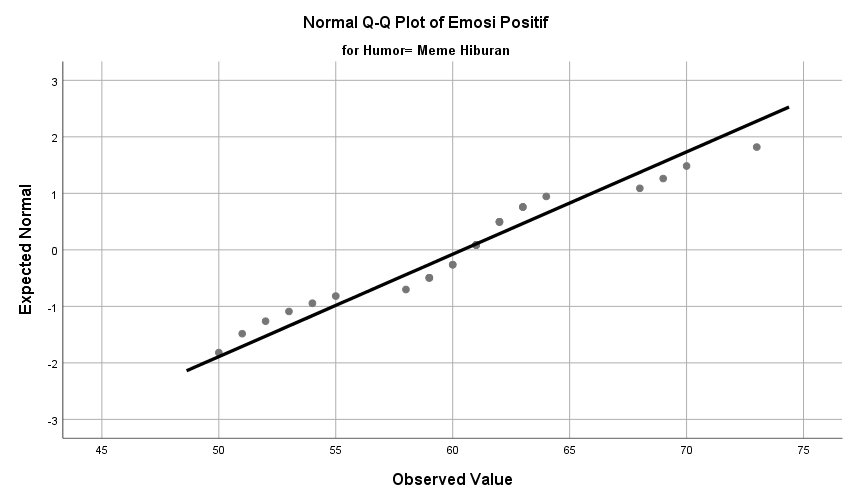 Normal Q-Q Plot of Emosi Positif
for Humor= Meme Hiburan
Expected Normal
3
2
1
0
-1
-2
-3
45 50 55 60 65 70 75
Observed Value